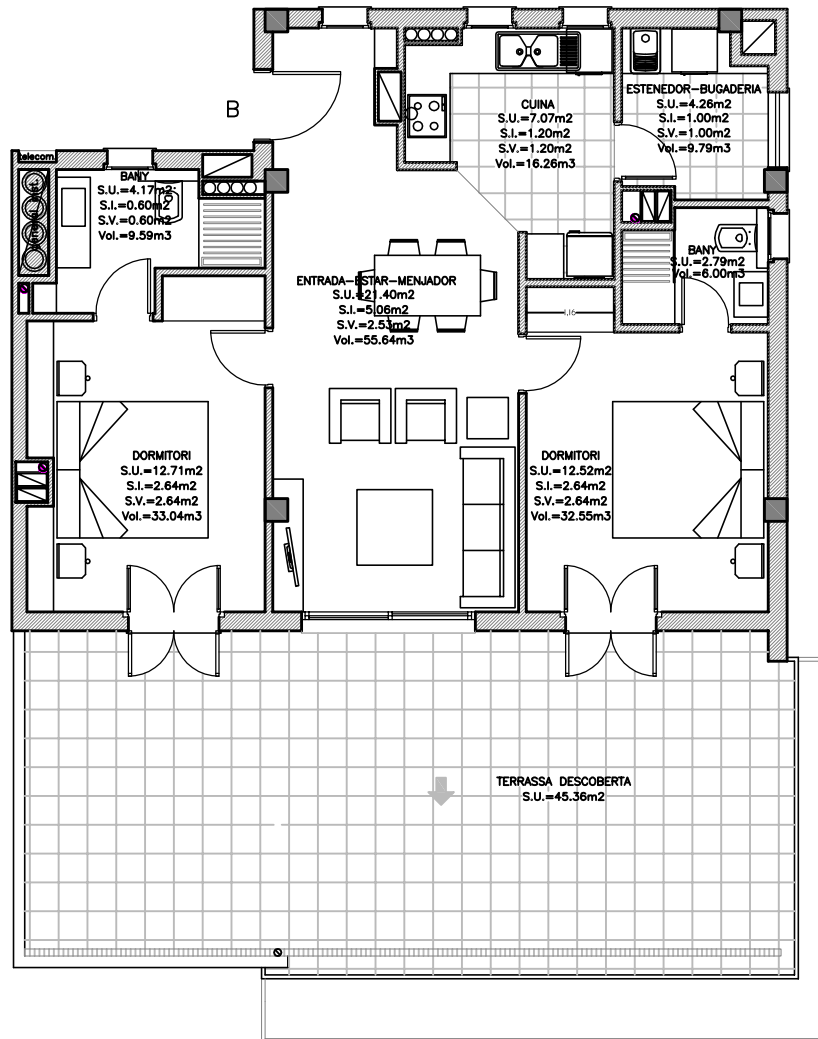 B
CUINA
S.U.=7.07m2
S.I.=1.20m2
S.V.=1.20m2
Vol.=16.26m3
ESTENEDOR-BUGADERIA
S.U.=4.26m2
S.I.=1.00m2
S.V.=1.00m2
Vol.=9.79m3
telecom.
BANY
S.U.=4.17m2
S.I.=0.60m2
S.V.=0.60m2
Vol.=9.59m3
BANY
S.U.=2.79m2
Vol.=6.00m3
ENTRADA-ESTAR-MENJADOR
S.U.=21.40m2
S.I.=5.06m2
S.V.=2.53m2
Vol.=55.64m3
1,16
DORMITORI
S.U.=12.71m2
S.I.=2.64m2
S.V.=2.64m2
Vol.=33.04m3
DORMITORI
S.U.=12.52m2
S.I.=2.64m2
S.V.=2.64m2
Vol.=32.55m3
TERRASSA DESCOBERTA
S.U.=45.36m2